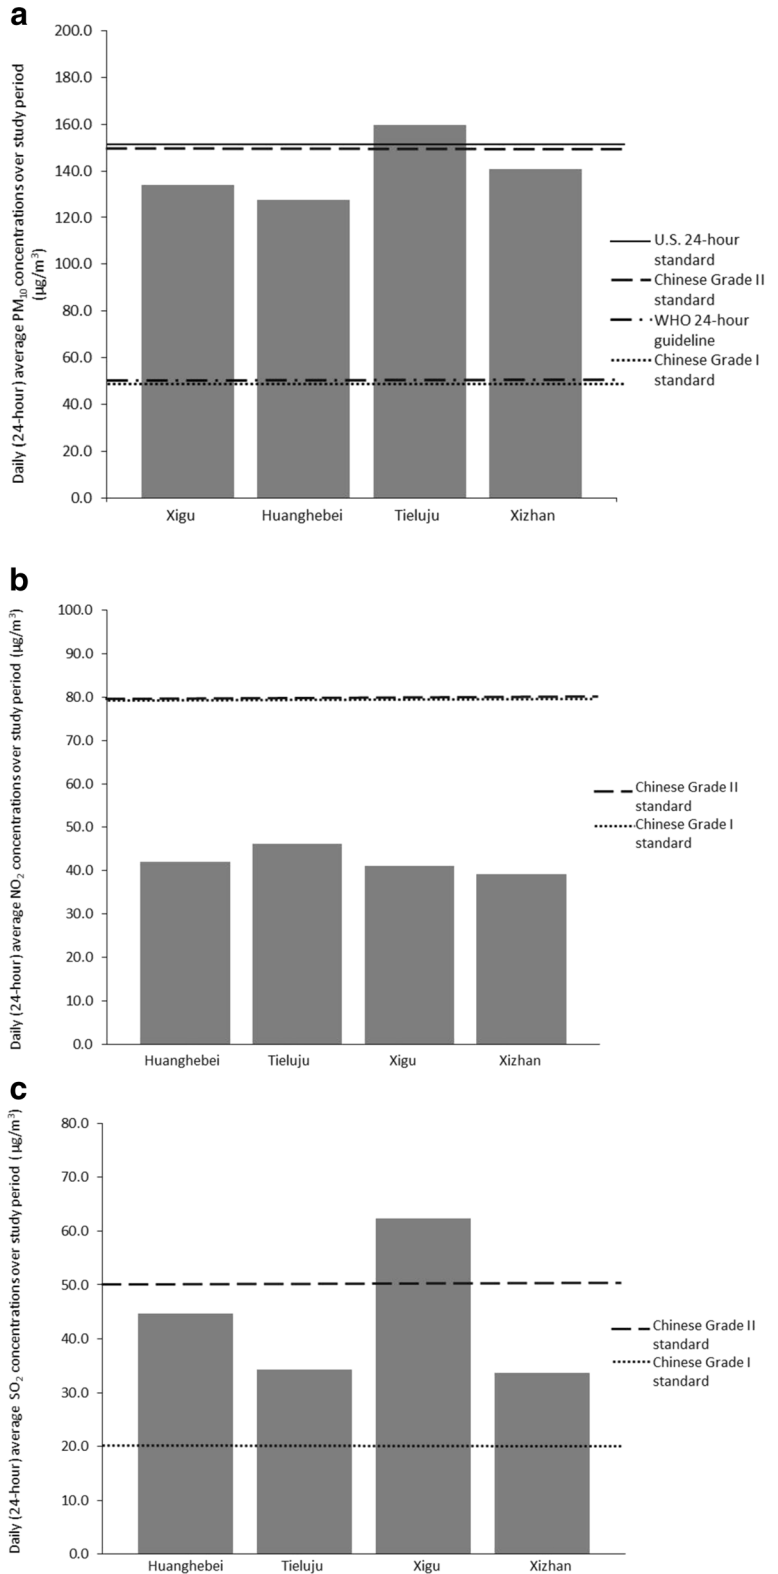 a
Daily (24-hour) average PM10 concentrations over study period
(µg/m³)
200.0
180.0
160.0
140.0
120.0
100.0
80.0
60.0
40.0
20.0
0.0
Xigu Huanghebei Tieluju Xizhan
U.S. 24-hour
standard
Chinese Grade II
standard
WHO 24-hour
guideline
Chinese Grade I
standard
b
Daily (24-hour) average NO2 concentrations over study period (µg/m³)
100.0
90.0
80.0
70.0
60.0
50.0
40.0
30.0
20.0
10.0
0.0
Huanghebei Tieluju Xigu Xizhan
Chinese Grade II
standard
Chinese Grade I
standard
c
Daily (24-hour) average SO2 concentrations over study period ( µg/m³)
80.0
70.0
60.0
50.0
40.0
30.0
20.0
10.0
0.0
Huanghebei Tieluju Xigu Xizhan
Chinese Grade II
standard
Chinese Grade I
standard